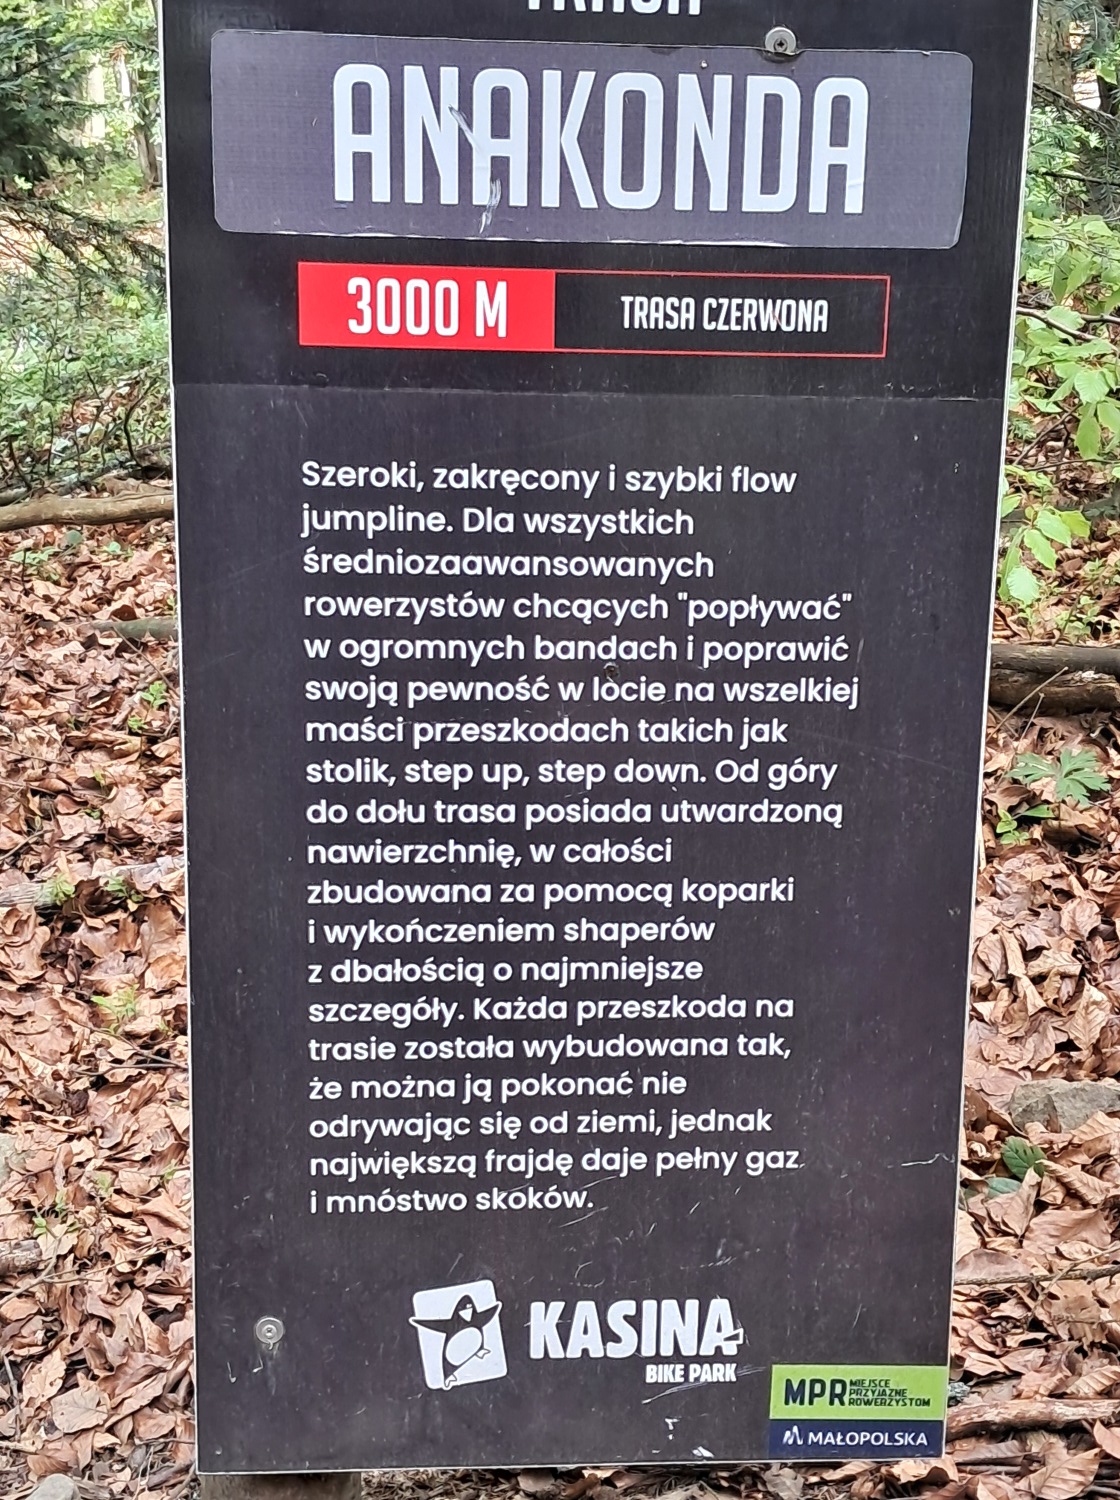 TRASA
ANAKONDA
3000 M
TRASA CZERWONA
Szeroki, zakręcony i szybki flow
jumpline. Dla wszystkich
średniozaawansowanych
rowerzystów chcących "popływać"
w ogromnych bandach i poprawić
swoją pewność w locie na wszelkiej
maści przeszkodach takich jak
stolik, step up, step down. Od góry
do dołu trasa posiada utwardzoną
nawierzchnię, w całości
zbudowana za pomocą koparki
i wykończeniem shaperów
z dbałością o najmniejsze
szczegóły. Każda przeszkoda na
trasie została wybudowana tak,
że można ją pokonać nie
odrywając się od ziemi, jednak
największą frajdę daje pełny gaz
i mnóstwo skoków.
KASINA
BIKE PARK
MPR
MIEJSCE
PRZYJAZNE
ROWERZYSTOM
MAŁOPOLSKA